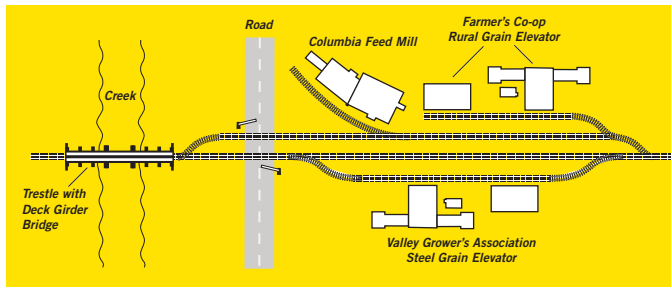 Road
Farmer's Co-op
Rural Grain Elevator
Columbia Feed Mill
Creek
Trestle with
Deck Girder
Bridge
Valley Grower's Association
Steel Grain Elevator